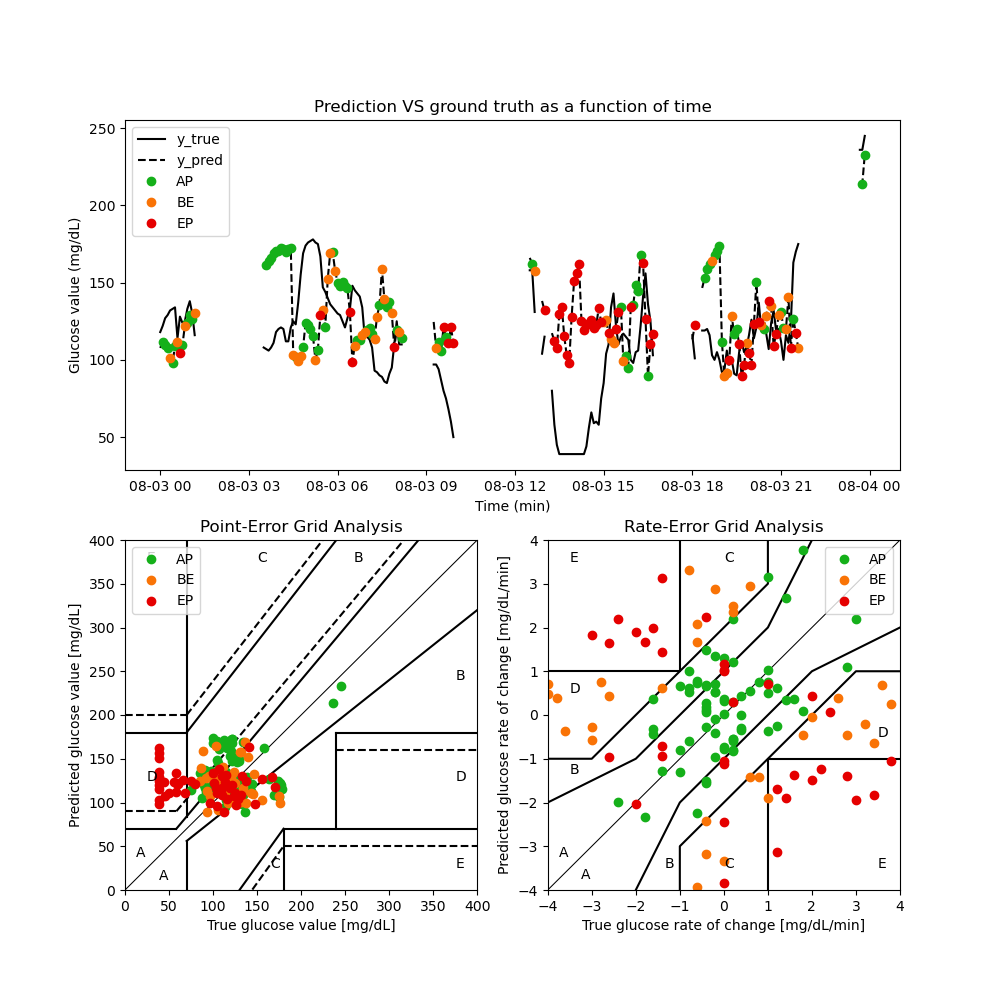 Prediction VS ground truth as a function of time
Glucose value (mg/dL)
250
200
150
100
50
y_true
y_pred
AP
BE
EP
08-03 00 08-03 03 08-03 06 08-03 09 08-03 12 08-03 15 08-03 18 08-03 21 08-04 00
Time (min)
Point-Error Grid Analysis
Predicted glucose value [mg/dL]
400
350
300
250
200
150
100
50
0
AP
BE
EP
E
C
B
B
D
D
A
A
C
E
0 50 100 150 200 250 300 350 400
True glucose value [mg/dL]
Rate-Error Grid Analysis
Predicted glucose rate of change [mg/dL/min]
4
3
2
1
0
−1
−2
−3
−4
AP
BE
EP
E
C
D
D
B
A
A
B
C
E
−4 −3 −2 −1 0 1 2 3 4
True glucose rate of change [mg/dL/min]